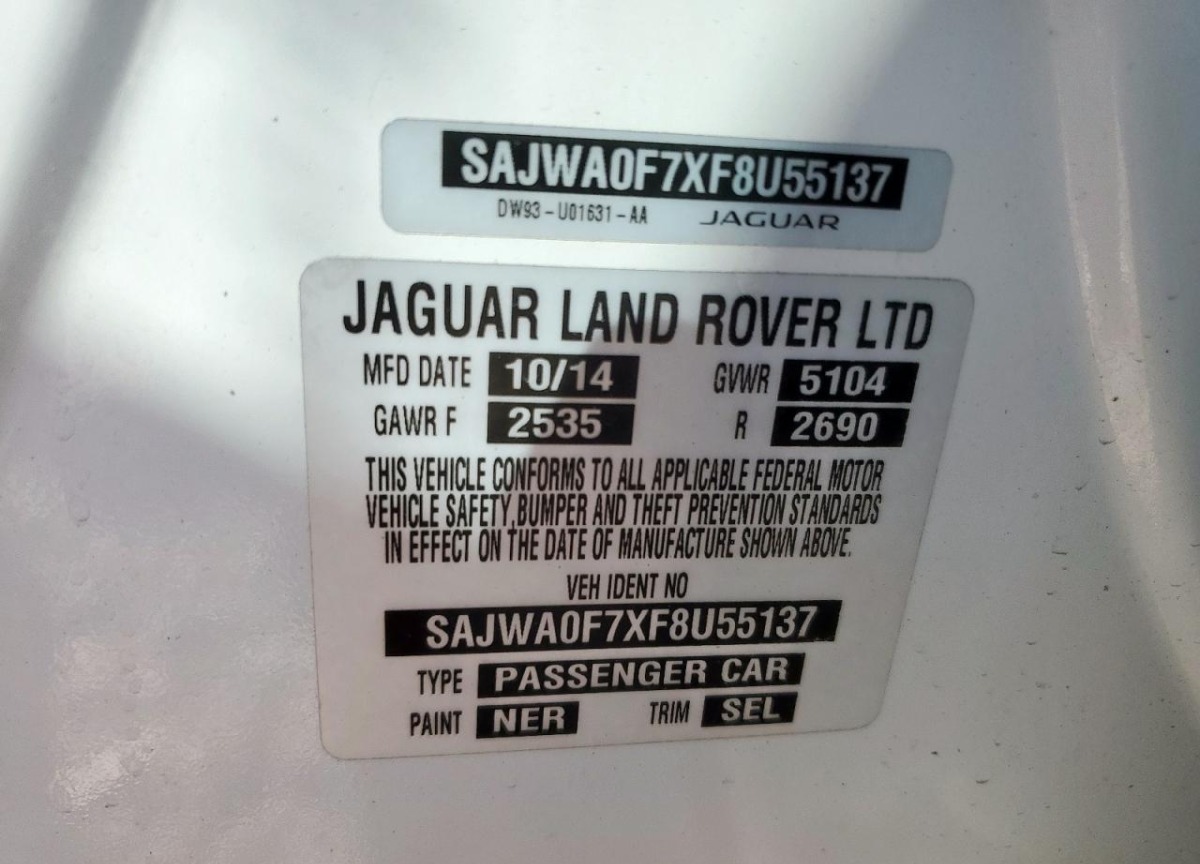 SAJWA0F7XF8U55137
DW93-U01631-AA JAGUAR
JAGUAR LAND ROVER LTD
MFD DATE 10/14 GVWR 5104
GAWR F 2535 R 2690
THIS VEHICLE CONFORMS TO ALL APPLICABLE FEDERAL MOTOR
VEHICLE SAFETY,BUMPER AND THEFT PREVENTION STANDARDS
IN EFFECT ON THE DATE OF MANUFACTURE SHOWN ABOVE.
VEH IDENT NO
SAJWA0F7XF8U55137
TYPE PASSENGER CAR
PAINT NER TRIM SEL